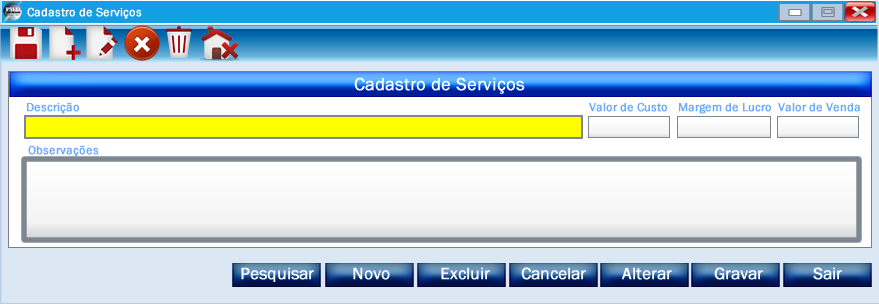 Cadastro de Serviços
Cadastro de Serviços
Descrição Valor de Custo Margem de Lucro Valor de Venda
Observações
Pesquisar Novo Excluir Cancelar Alterar Gravar Sair